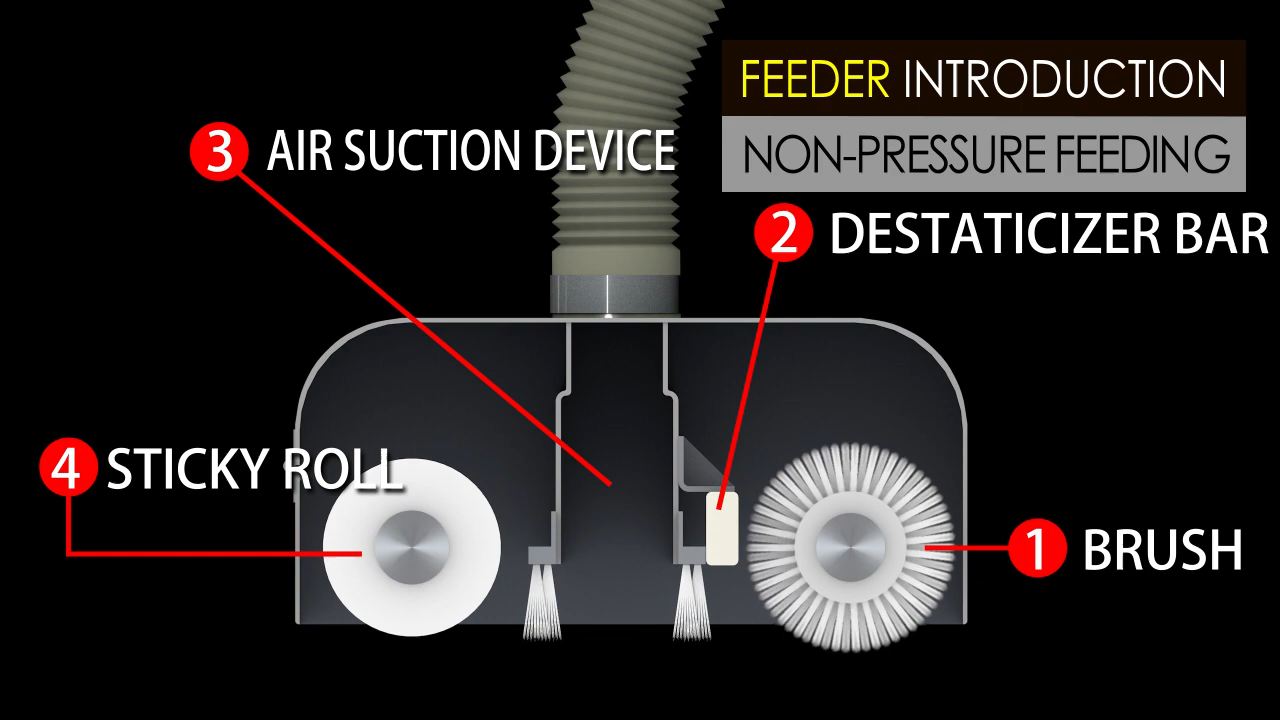 FEEDER INTRODUCTION
NON-PRESSURE FEEDING
3 AIR SUCTION DEVICE
2 DESTATICIZER BAR
4 STICKY ROLL
1 BRUSH